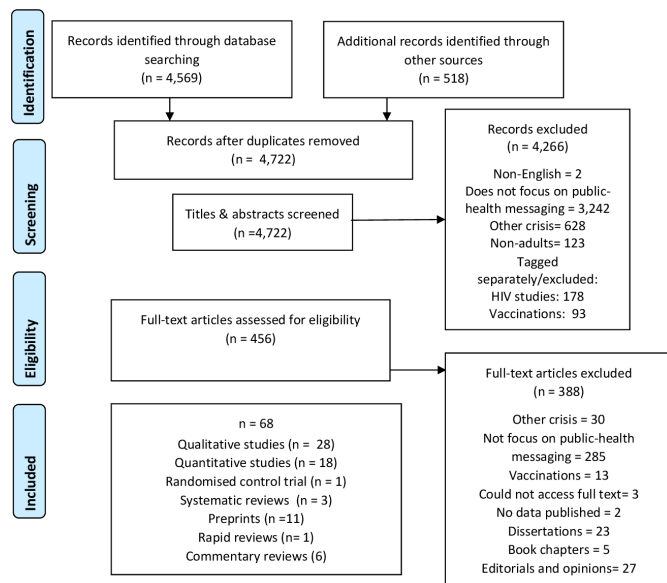 Identification
Records identified through database
searching
(n = 4,569)
Additional records identified through
other sources
(n = 518)
Records after duplicates removed
(n = 4,722)
Screening
Titles & abstracts screened
(n =4,722)
Records excluded
(n = 4,266)
Non-English = 2
Does not focus on public-
health messaging = 3,242
Other crisis= 628
Non-adults= 123
Tagged
separately/excluded:
HIV studies: 178
Vaccinations: 93
Eligibility
Full-text articles assessed for eligibility
(n = 456)
Full-text articles excluded
(n = 388)
Other crisis = 30
Not focus on public-health
messaging = 285
Vaccinations = 13
Could not access full text= 3
No data published = 2
Dissertations = 23
Book chapters = 5
Editorials and opinions= 27
Included
n = 68
Qualitative studies (n = 28)
Quantitative studies (n = 18)
Randomised control trial (n = 1)
Systematic reviews (n = 3)
Preprints (n =11)
Rapid reviews (n= 1)
Commentary reviews (6)